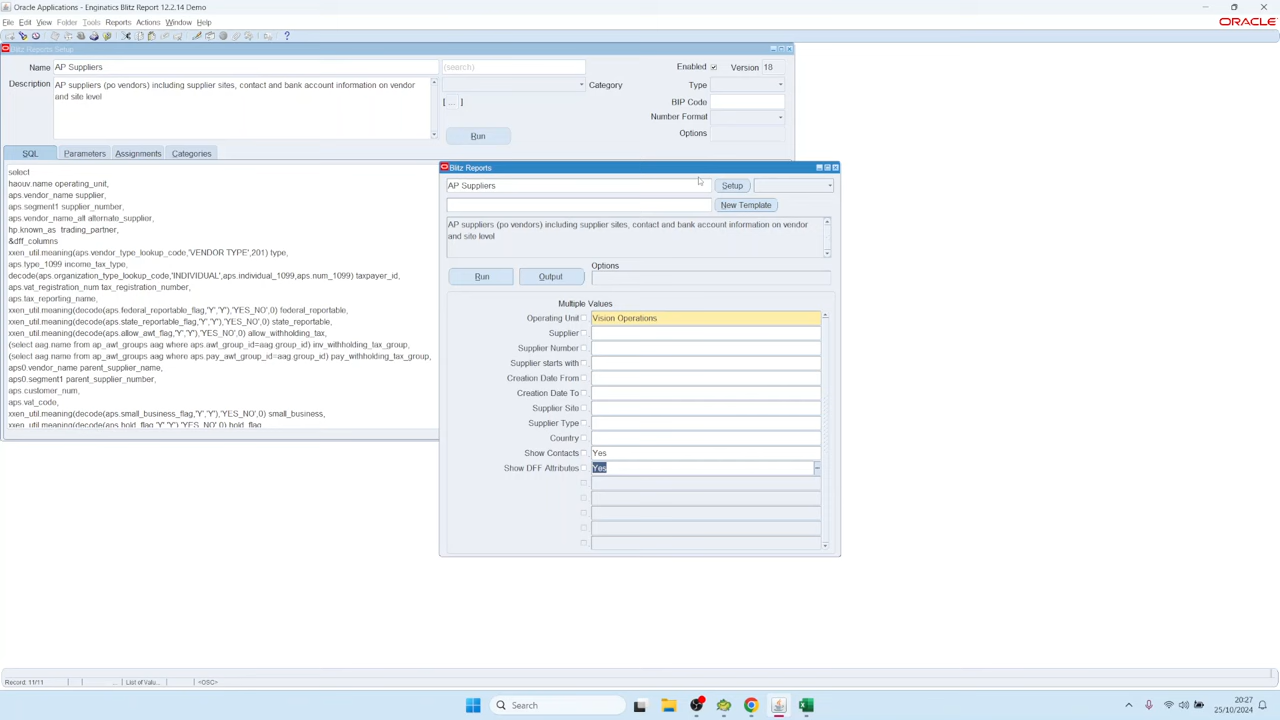 Oracle Applications - Enginatics Blitz Report 12.2.14 Demo
File Edit View Folder Tools Reports Actions Window Help
ORACLE
Blitz Reports Setup
Name AP Suppliers (search) Enabled Version 18
Description AP suppliers (po vendors) including supplier sites, contact and bank account information on vendor
and site level
Category Type
[ ... ] BIP Code
Number Format
Run Options
SQL Parameters Assignments Categories
select
haouv.name operating_unit,
aps.vendor_name supplier,
aps.segment1 supplier_number,
aps.vendor_name_alt alternate_supplier,
hp.known_as trading_partner,
&dff_columns
xxen_util.meaning(aps.vendor_type_lookup_code,'VENDOR TYPE',201) type,
aps.type_1099 income_tax_type,
decode(aps.organization_type_lookup_code,'INDIVIDUAL',aps.individual_1099,aps.num_1099) taxpayer_id,
aps.vat_registration_num tax_registration_number,
aps.tax_reporting_name,
xxen_util.meaning(decode(aps.federal_reportable_flag,'Y','Y'),'YES_NO',0) federal_reportable,
xxen_util.meaning(decode(aps.state_reportable_flag,'Y','Y'),'YES_NO',0) state_reportable,
xxen_util.meaning(decode(aps.allow_awt_flag,'Y','Y'),'YES_NO',0) allow_withholding_tax,
(select aag.name from ap_awt_groups aag where aps.awt_group_id=aag.group_id) inv_withholding_tax_group,
(select aag.name from ap_awt_groups aag where aps.pay_awt_group_id=aag.group_id) pay_withholding_tax_group,
aps0.vendor_name parent_supplier_name,
aps0.segment1 parent_supplier_number,
aps.customer_num,
aps.vat_code,
xxen_util.meaning(decode(aps.small_business_flag,'Y','Y'),'YES_NO',0) small_business,
xxen_util.meaning(decode(aps.hold_flag,'Y','Y'),'YES_NO',0) hold_flag
Blitz Reports
AP Suppliers Setup
New Template
AP suppliers (po vendors) including supplier sites, contact and bank account information on vendor
and site level
Run Output Options
Multiple Values
Operating Unit Vision Operations
Supplier
Supplier Number
Supplier starts with
Creation Date From
Creation Date To
Supplier Site
Supplier Type
Country
Show Contacts Yes
Show DFF Attributes Yes
Record: 11/11 ... List of Valu... <OSC>
Search
20:27
25/10/2024